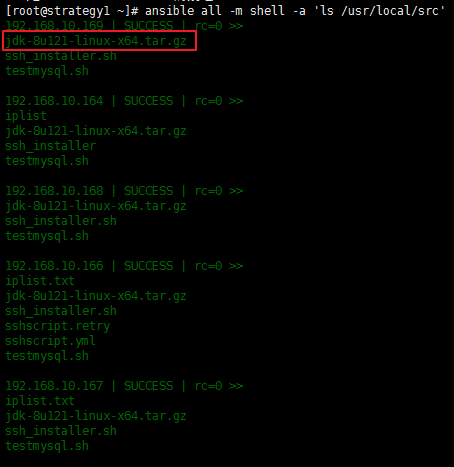 [root@strategy1 ~]# ansible all -m shell -a 'ls /usr/local/src'
192.168.10.169 | SUCCESS | rc=0 >>
jdk-8u121-linux-x64.tar.gz
ssh_installer.sh
testmysql.sh
192.168.10.164 | SUCCESS | rc=0 >>
iplist
jdk-8u121-linux-x64.tar.gz
ssh_installer
testmysql.sh
192.168.10.168 | SUCCESS | rc=0 >>
jdk-8u121-linux-x64.tar.gz
ssh_installer.sh
testmysql.sh
192.168.10.166 | SUCCESS | rc=0 >>
iplist.txt
jdk-8u121-linux-x64.tar.gz
ssh_installer.sh
sshscript.retry
sshscript.yml
testmysql.sh
192.168.10.167 | SUCCESS | rc=0 >>
iplist.txt
jdk-8u121-linux-x64.tar.gz
ssh_installer.sh
testmysql.sh